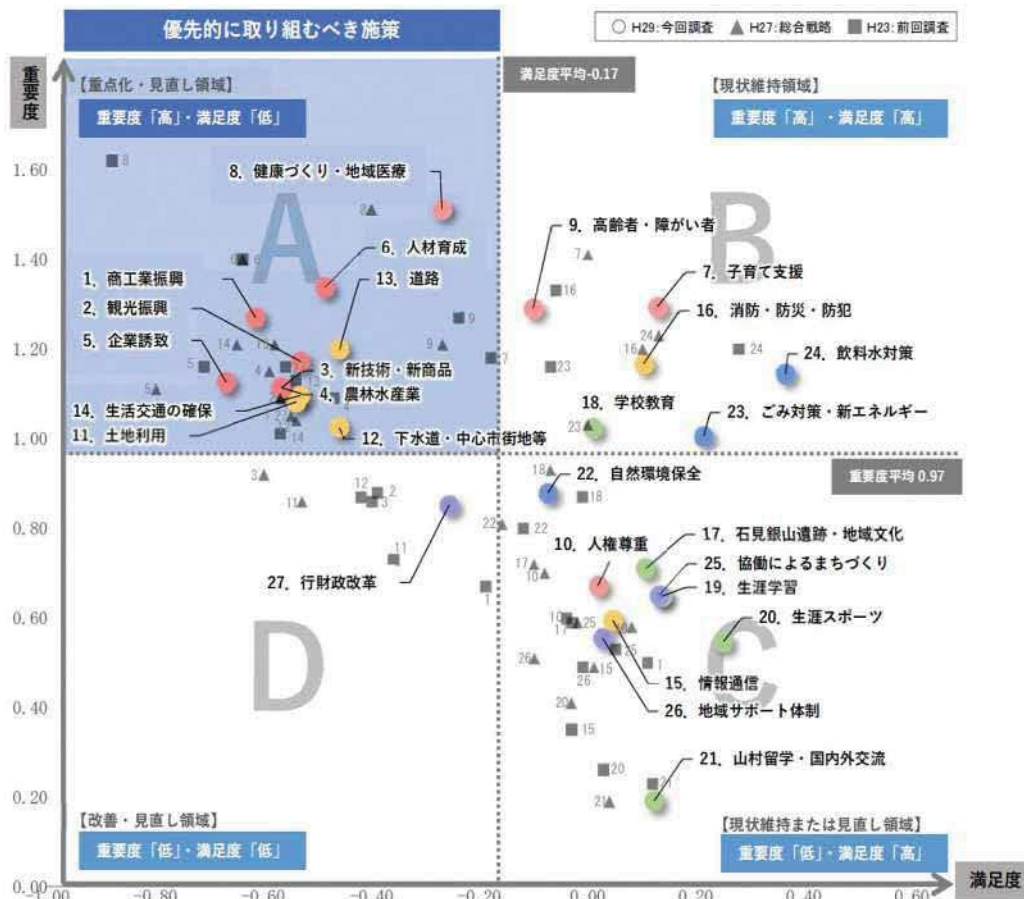 優先的に取り組むべき施策
○ H29:今回調査 ▲ H27:総合戦略 ■ H23:前回調査
重要度
【重点化・見直し領域】
重要度「高」・満足度「低」
満足度平均-0.17
【現状維持領域】
重要度「高」・満足度「高」
1.60
1.40
1.20
1.00
0.80
0.60
0.40
0.20
0.00
A
B
8．健康づくり・地域医療
6．人材育成
13．道路
1．商工業振興
2．観光振興
5．企業誘致
3．新技術・新商品
4．農林水産業
14．生活交通の確保
11．土地利用
12．下水道・中心市街地等
9．高齢者・障がい者
7．子育て支援
16．消防・防災・防犯
24．飲料水対策
18．学校教育
23．ごみ対策・新エネルギー
重要度平均 0.97
22．自然環境保全
17．石見銀山遺跡・地域文化
10．人権尊重
25．協働によるまちづくり
19．生涯学習
27．行財政改革
20．生涯スポーツ
D
C
15．情報通信
26．地域サポート体制
21．山村留学・国内外交流
【改善・見直し領域】
重要度「低」・満足度「低」
【現状維持または見直し領域】
重要度「低」・満足度「高」
満足度
-1.00 -0.80 -0.60 -0.40 -0.20 0.00 0.20 0.40 0.60